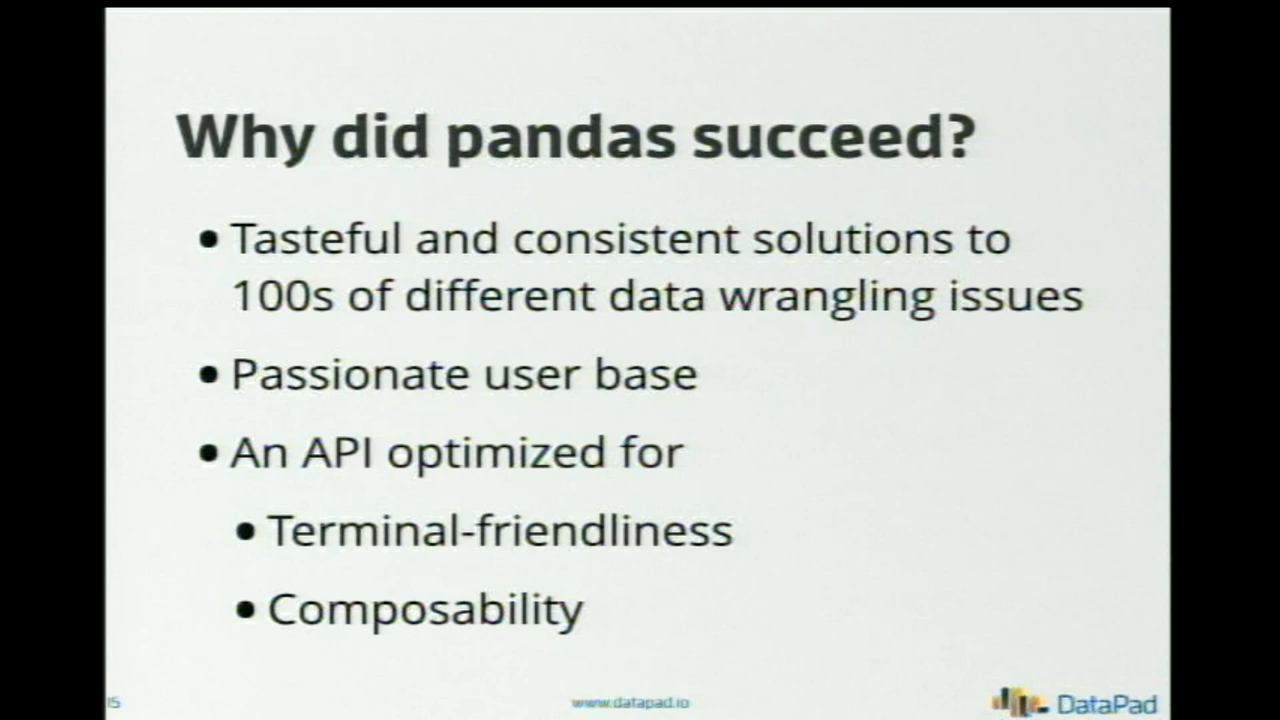 Why did pandas succeed?
• Tasteful and consistent solutions to
100s of different data wrangling issues
• Passionate user base
• An API optimized for
• Terminal-friendliness
• Composability
15
www.datapad.io
DataPad